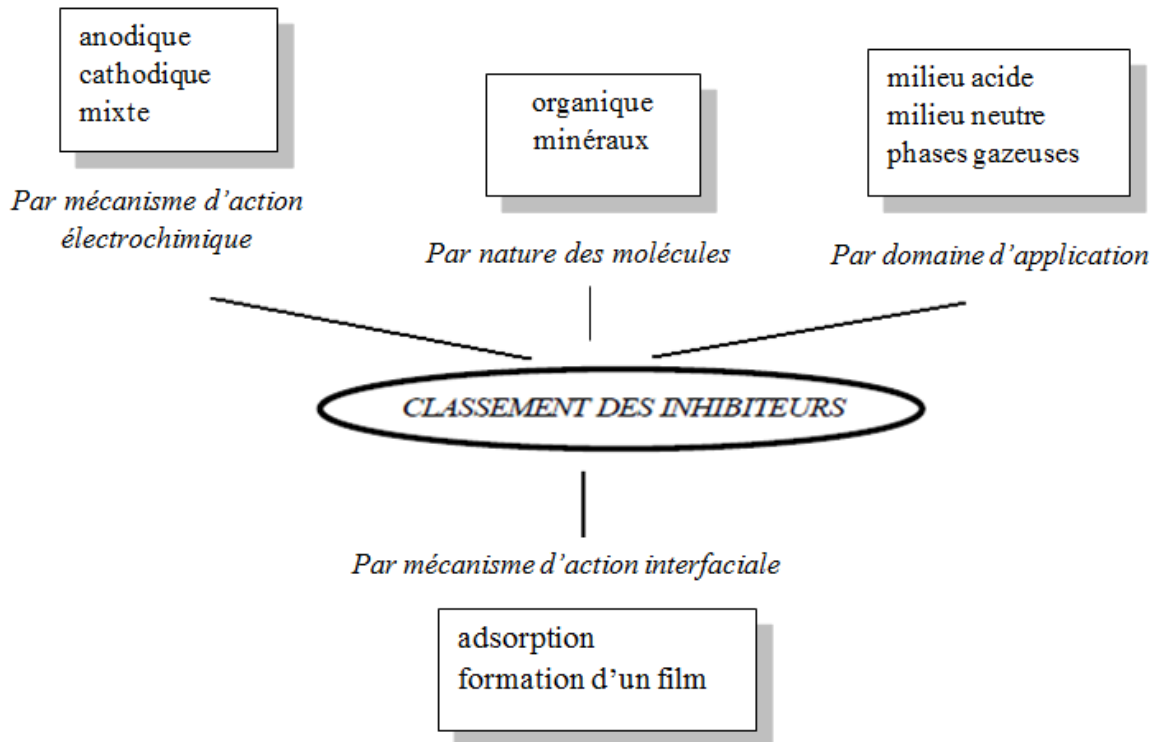 anodique
cathodique
mixte
Par mécanisme d'action
électrochimique
organique
minéraux
Par nature des molécules
milieu acide
milieu neutre
phases gazeuses
Par domaine d'application
CLASSEMENT DES INHIBITEURS
Par mécanisme d'action interfaciale
adsorption
formation d'un film